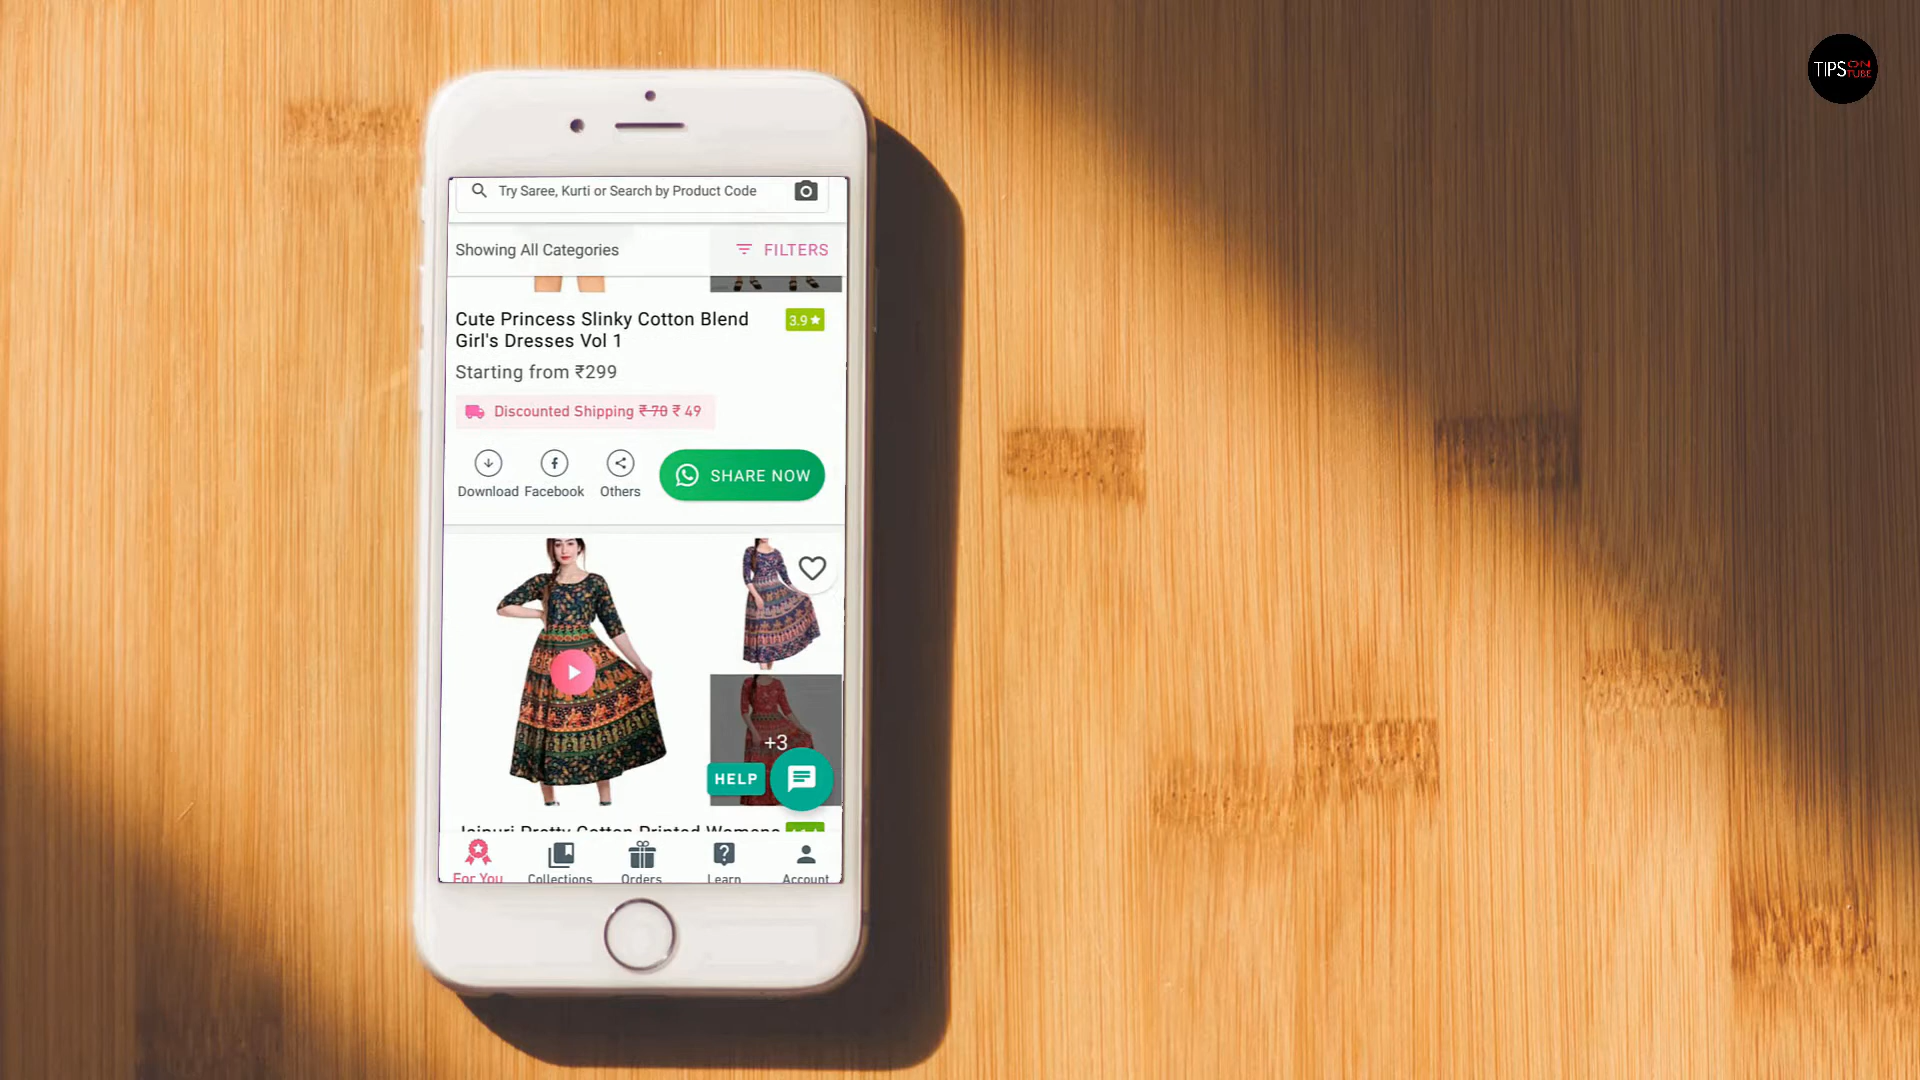 TIPS ON TUBE
Try Saree, Kurti or Search by Product Code
Showing All Categories
FILTERS
Cute Princess Slinky Cotton Blend
Girl's Dresses Vol 1
3.9
Starting from ₹299
Discounted Shipping ₹ 70 ₹ 49
Download
Facebook
Others
SHARE NOW
+3
HELP
Jaipuri Pretty Cotton Printed Womens
For You
Collections
Orders
Learn
Account